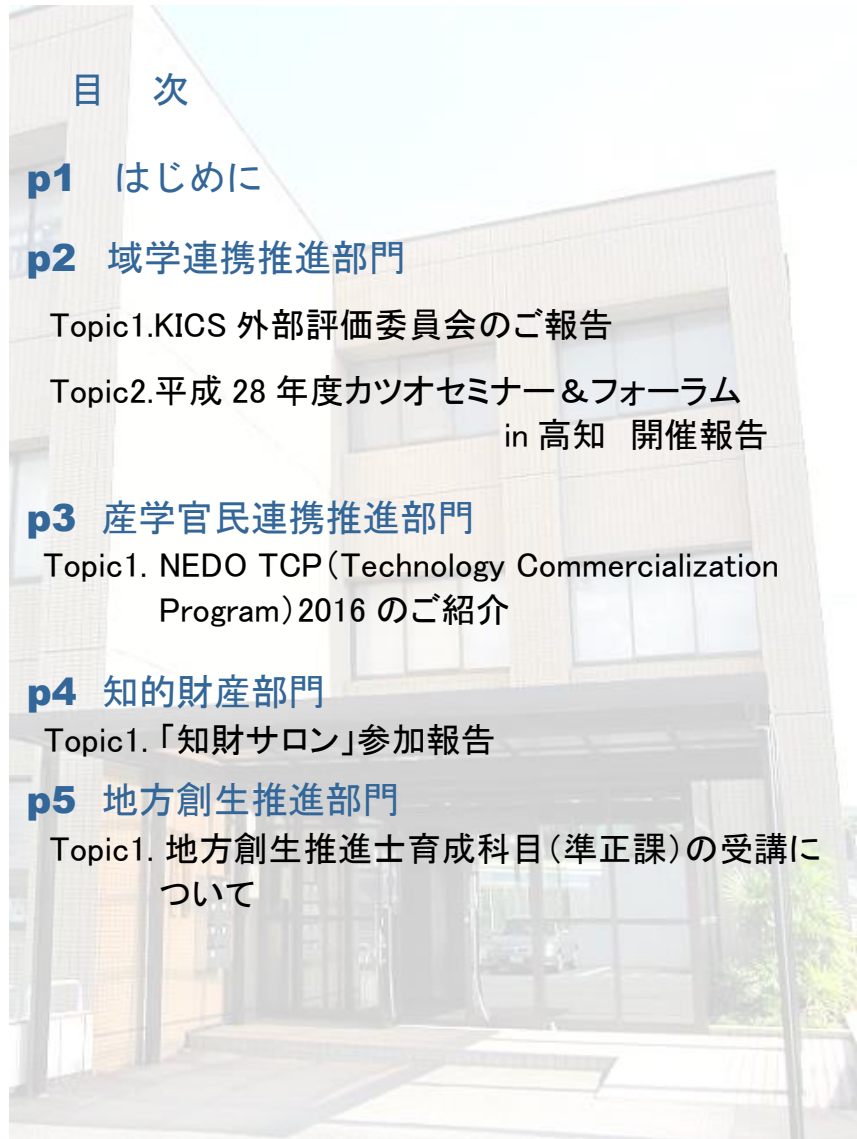 目　次
p1　はじめに
p2　域学連携推進部門
Topic1.KICS 外部評価委員会のご報告
Topic2.平成 28 年度カツオセミナー＆フォーラム
in 高知　開催報告
p3　産学官民連携推進部門
Topic1. NEDO TCP（Technology Commercialization
Program）2016 のご紹介
p4　知的財産部門
Topic1. 「知財サロン」参加報告
p5　地方創生推進部門
Topic1. 地方創生推進士育成科目（準正課）の受講に
ついて